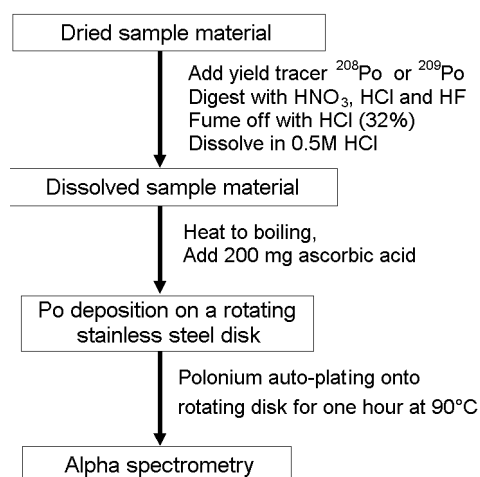 Dried sample material
Add yield tracer ²⁰⁸Po or ²⁰⁹Po
Digest with HNO₃, HCl and HF
Fume off with HCl (32%)
Dissolve in 0.5M HCl
Dissolved sample material
Heat to boiling,
Add 200 mg ascorbic acid
Po deposition on a rotating
stainless steel disk
Polonium auto-plating onto
rotating disk for one hour at 90°C
Alpha spectrometry